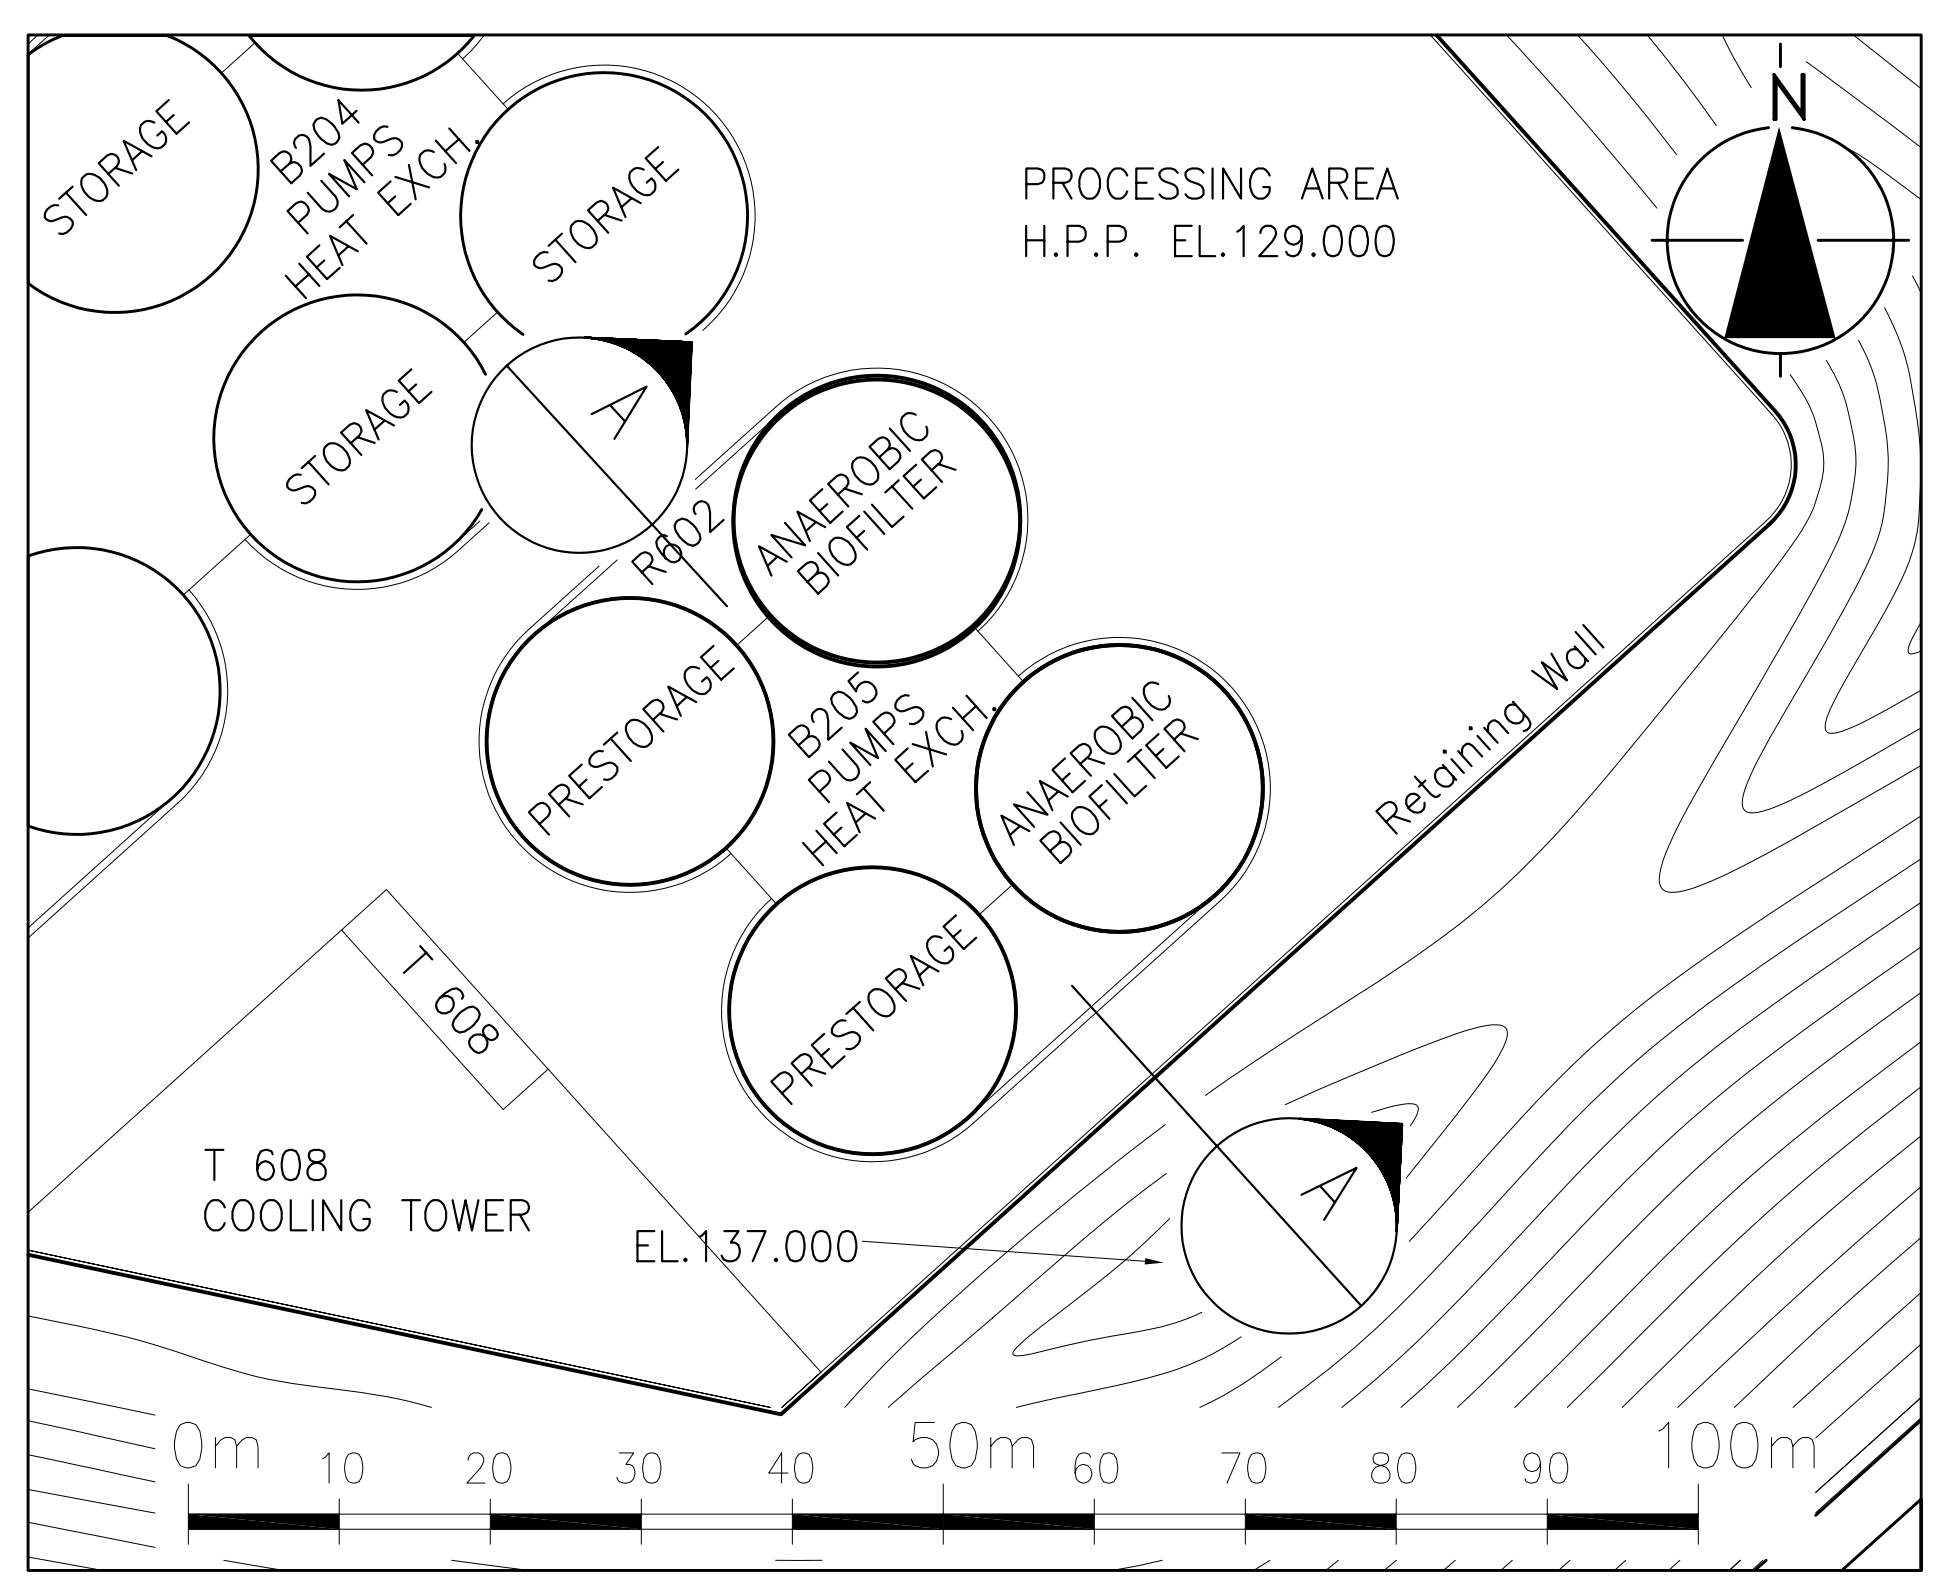 N
STORAGE
B204
PUMPS
HEAT EXCH.
STORAGE
PROCESSING AREA
H.P.P. EL.129.000
STORAGE
A
R602
ANAEROBIC
BIOFILTER
PRESTORAGE
B205
PUMPS
HEAT EXCH.
ANAEROBIC
BIOFILTER
Retaining Wall
PRESTORAGE
T 608
T 608
COOLING TOWER
EL.137.000
A
0m 10 20 30 40 50m 60 70 80 90 100m